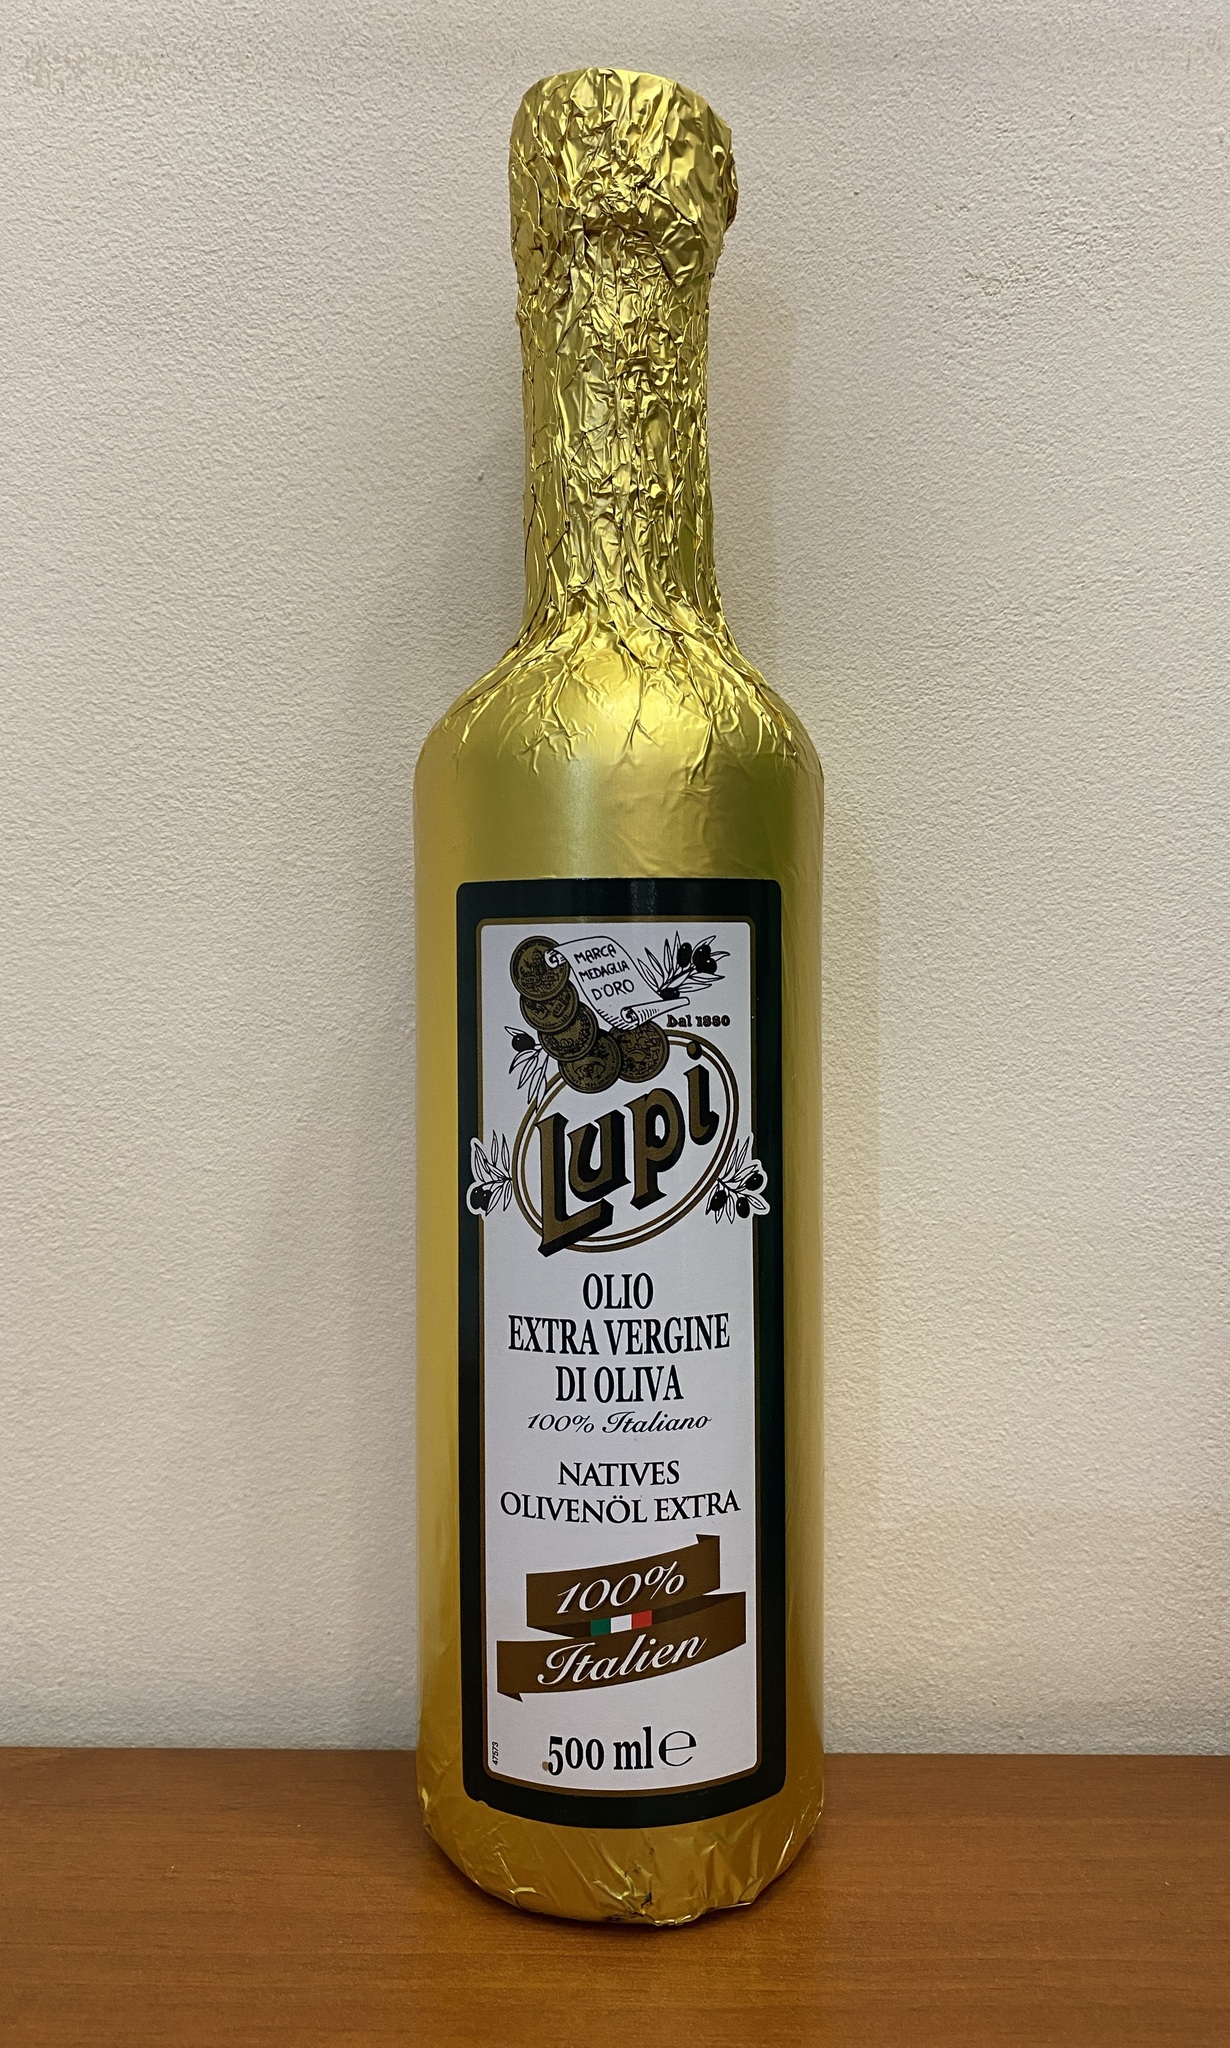 MARCA
MEDAGLIA
D'ORO
Dal 1880
Lupi
OLIO
EXTRA VERGINE
DI OLIVA
100% Italiano
NATIVES
OLIVENÖL EXTRA
100%
Italien
47573
500 ml ℮